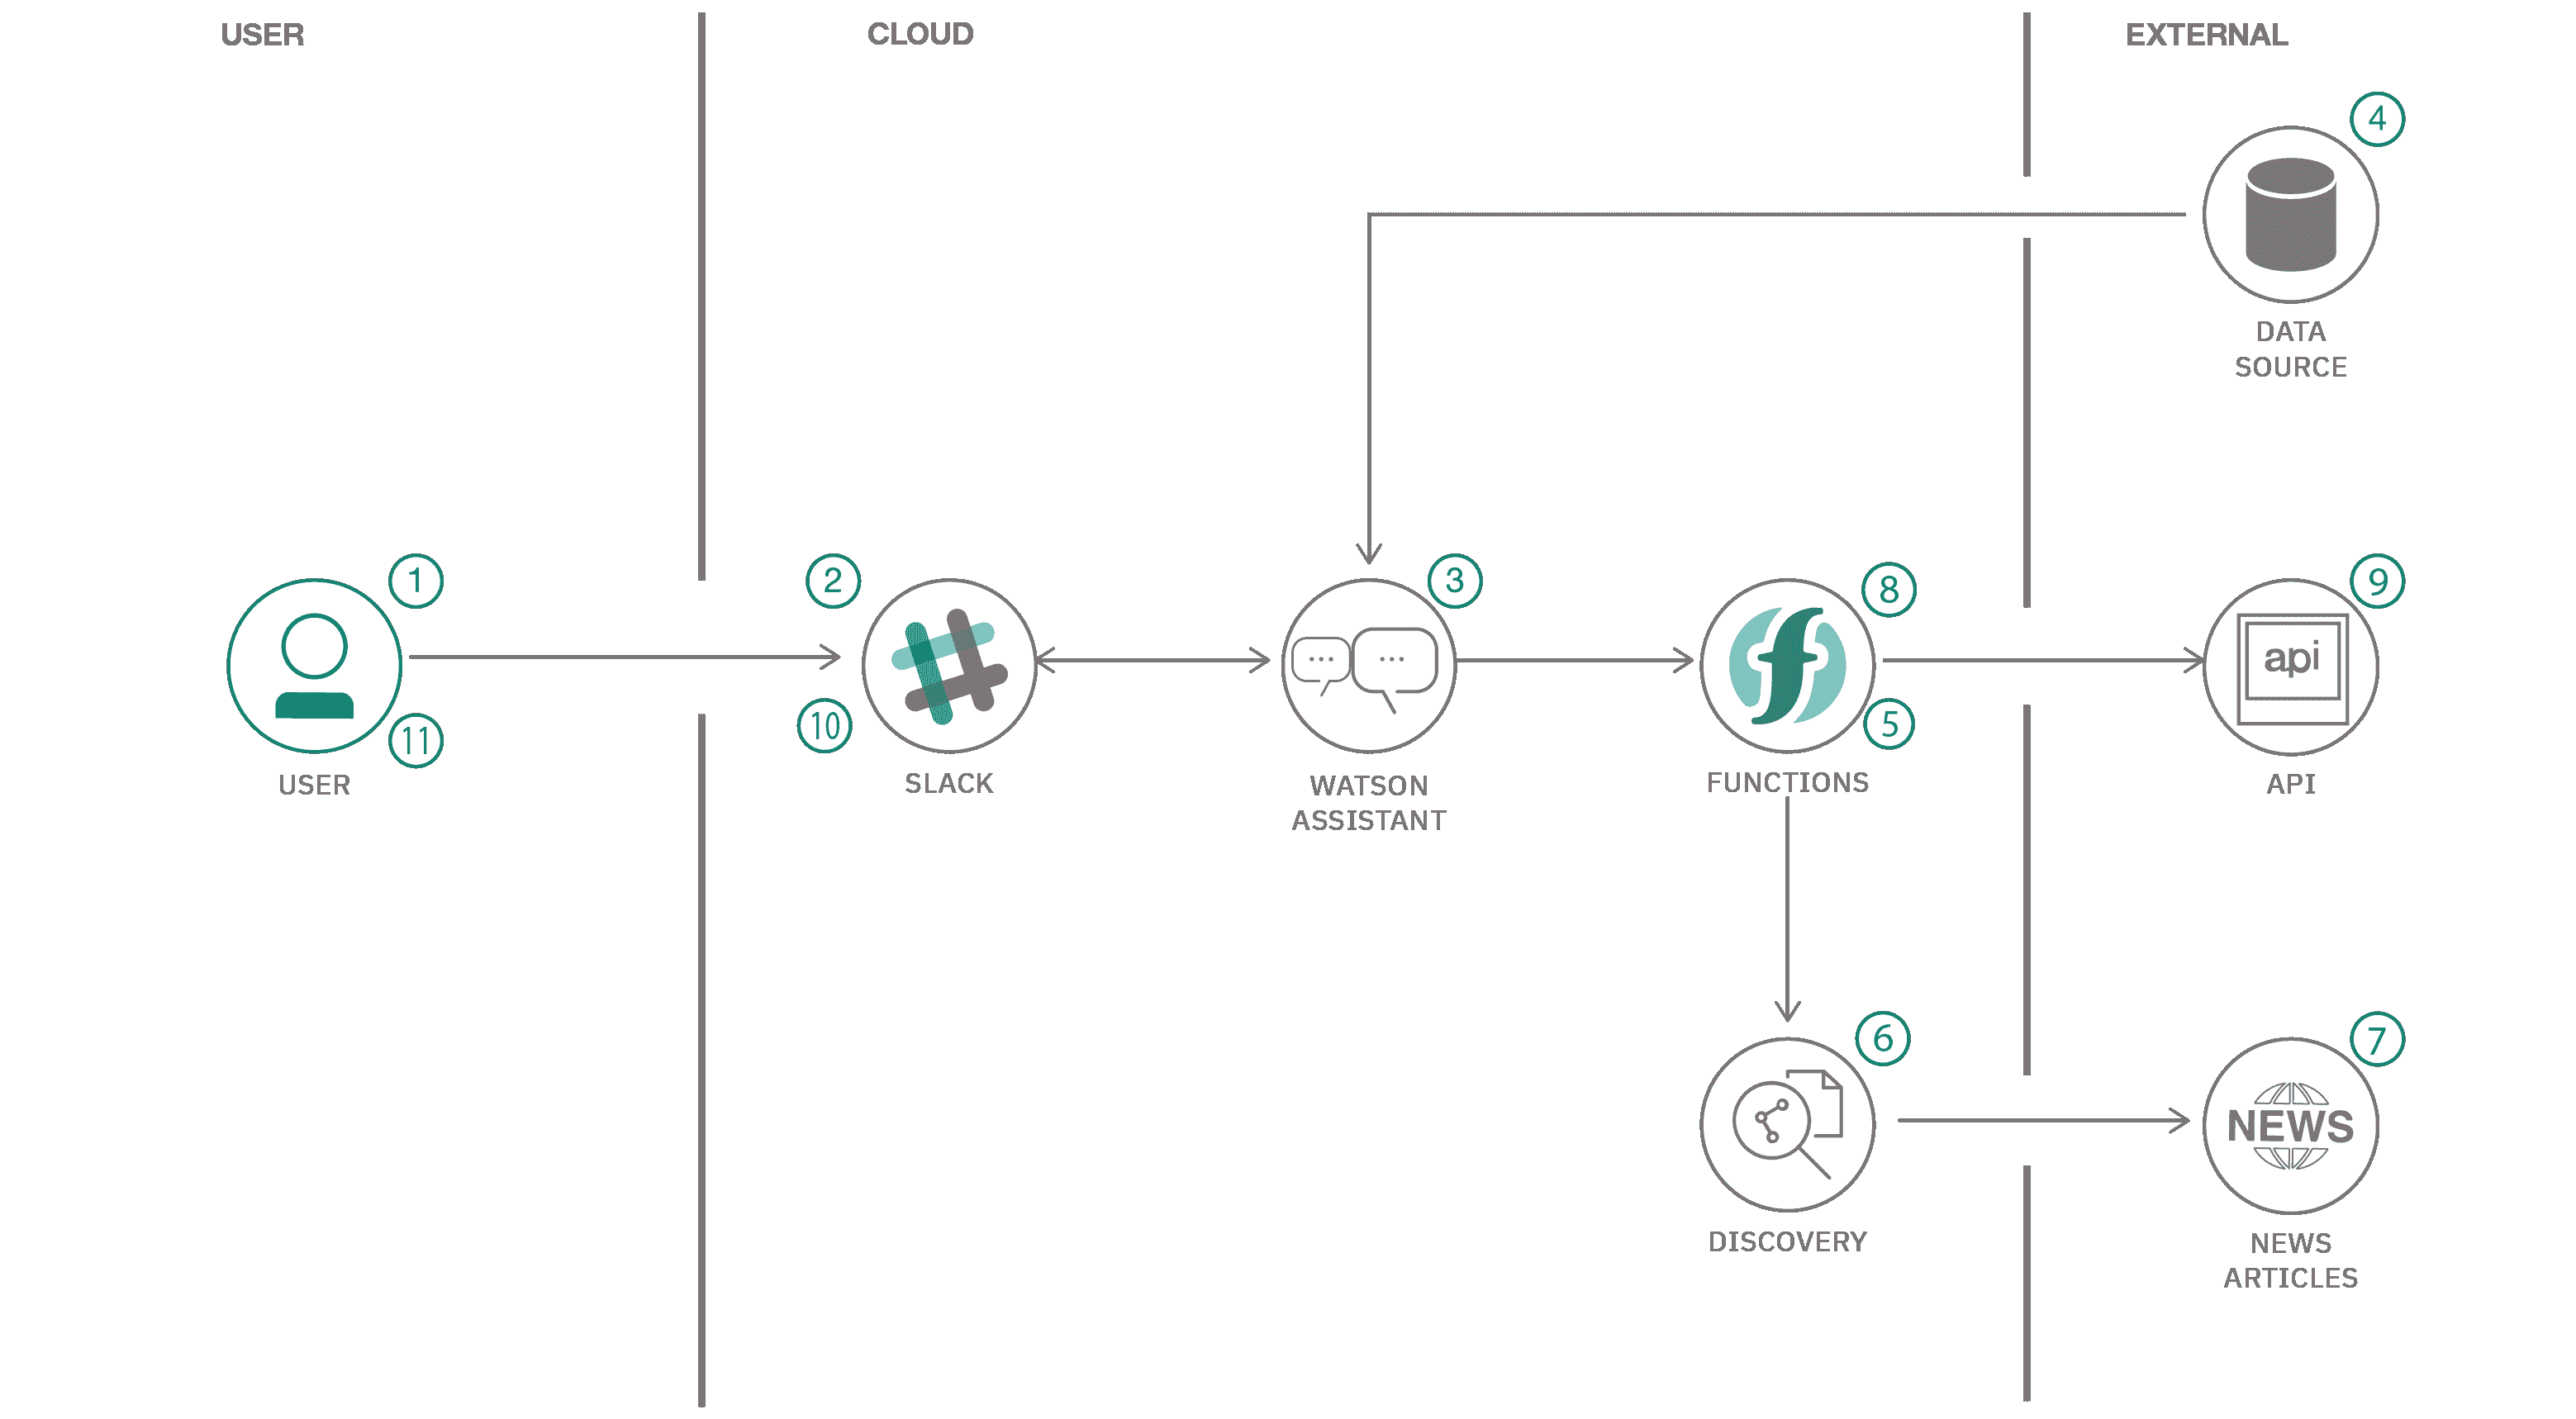 USER
CLOUD
EXTERNAL
4
DATA
SOURCE
1
11
USER
2
10
SLACK
3
...
...
WATSON
ASSISTANT
8
5
FUNCTIONS
9
api
API
6
DISCOVERY
7
NEWS
NEWS
ARTICLES